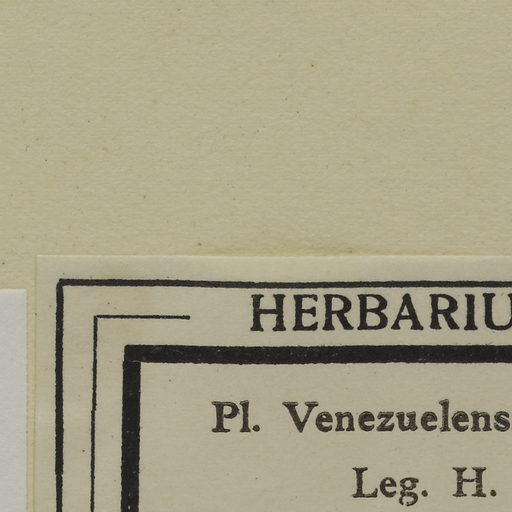 HERBARIU
Pl. Venezuelens
Leg. H.